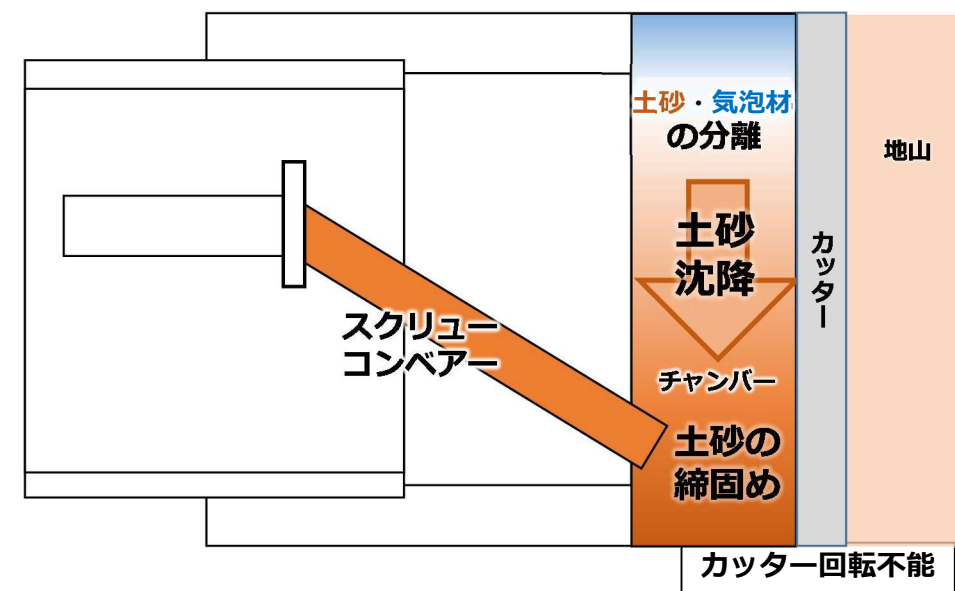 土砂・気泡材
の分離
地山
土砂
沈降
カッター
スクリュー
コンベアー
チャンバー
土砂の
締固め
カッター回転不能